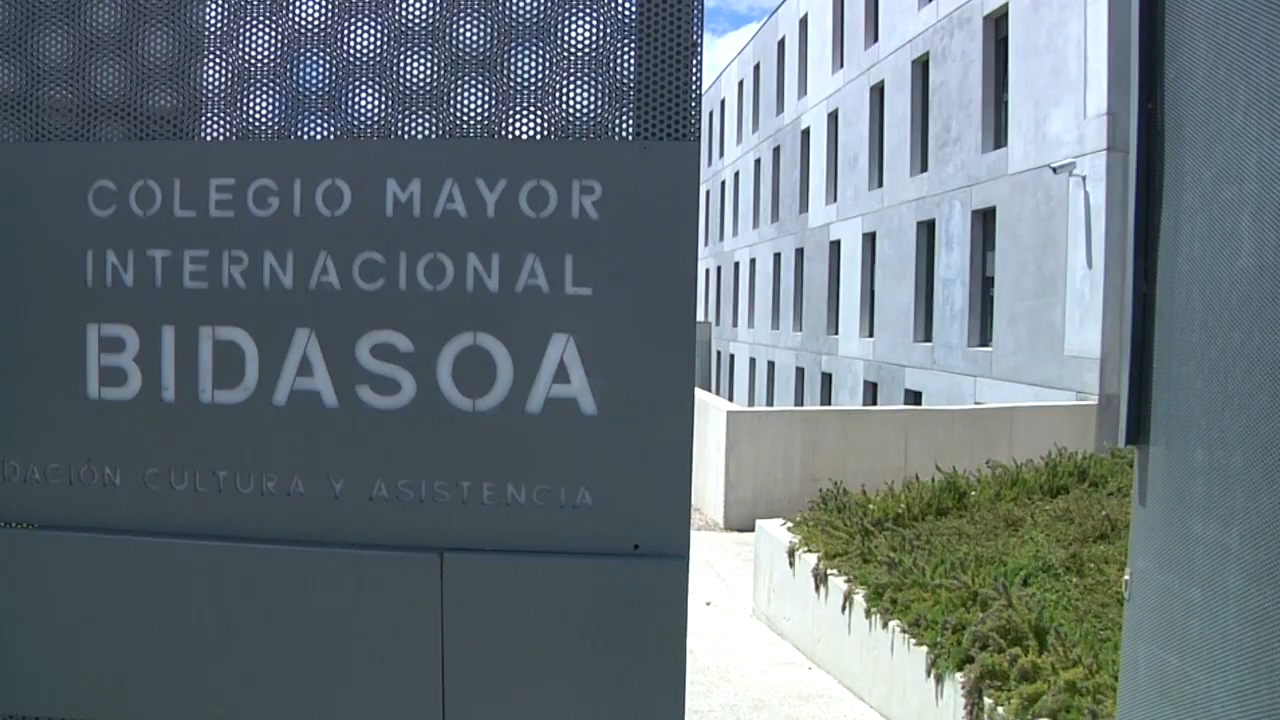 COLEGIO MAYOR
INTERNACIONAL
BIDASOA
DACIÓN CULTURA Y ASISTENCIA